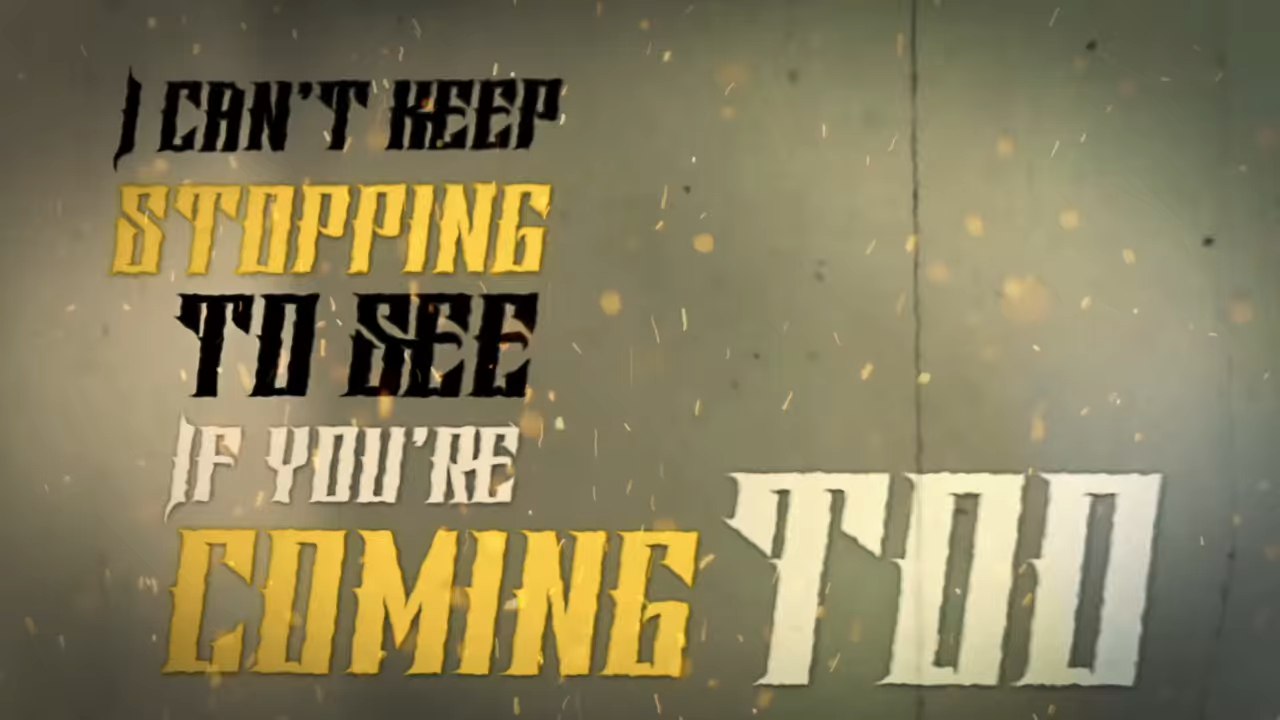 I CAN'T KEEP
STOPPING
TO SEE
IF YOU'RE
COMING TOO